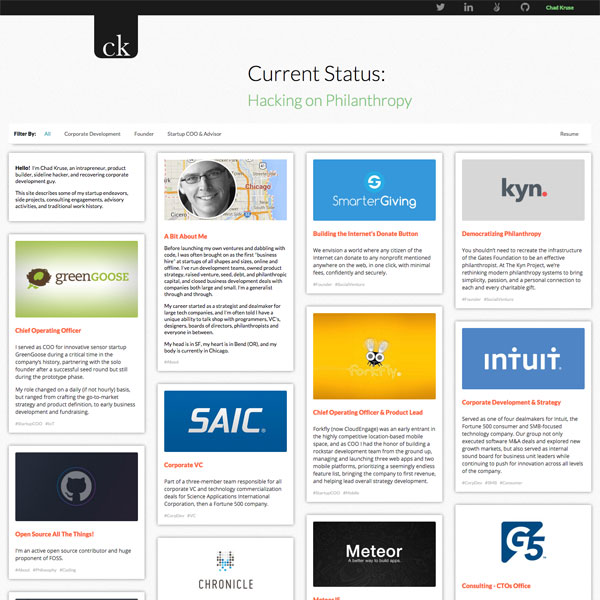 Chad Kruse
ck
Current Status:
Hacking on Philanthropy
Filter By: All Corporate Development Founder Startup COO & Advisor Resume
Hello! I'm Chad Kruse, an intrapreneur, product
builder, sideline hacker, and recovering corporate
development guy.
This site describes some of my startup endeavors,
side projects, consulting engagements, advisory
activities, and traditional work history.
greenGOOSE
Chief Operating Officer
I served as COO for innovative sensor startup
GreenGoose during a critical time in the
company's history, partnering with the solo
founder after a successful seed round but still
during the prototype phase.
My role changed on a daily (if not hourly) basis,
but ranged from crafting the go-to-market
strategy and product definition, to early business
development and fundraising.
#StartupCOO #IoT
Open Source All The Things!
I'm an active open source contributor and huge
proponent of FOSS.
#About #Philosophy #Coding
Chicago
Cicero
A Bit About Me
Before launching my own ventures and dabbling with
code, I was often brought on as the first "business
hire" at startups of all shapes and sizes, online and
offline. I've run development teams, owned product
strategy, raised venture, seed, debt, and philanthropic
capital, and closed business development deals with
companies both large and small. I'm a generalist
through and through.
My career started as a strategist and dealmaker for
large tech companies, and I'm often told I have a
unique ability to talk shop with programmers, VC's,
designers, boards of directors, philanthropists and
everyone in between.
My head is in SF, my heart is in Bend (OR), and my
body is currently in Chicago.
#About
SAIC
Corporate VC
Part of a three-member team responsible for all
corporate VC and technology commercialization
deals for Science Applications International
Corporation, then a Fortune 500 company.
#CorpDev #VC
CHRONICLE
SmarterGiving
Building the Internet's Donate Button
We envision a world where any citizen of the
Internet can donate to any nonprofit mentioned
anywhere on the web, in one click, with minimal
fees, confidently and securely.
#Founder #SocialVenture
forkfly.
Chief Operating Officer & Product Lead
Forkfly (now CloudEngage) was an early entrant in
the highly competitive location-based mobile
space, and as COO I had the honor of building a
rockstar development team from the ground up,
managing and launching three web apps and two
mobile platforms, prioritizing a seemingly endless
feature list, bringing the company to first revenue,
and helping lead overall strategy development.
#StartupCOO #Mobile
Meteor
A better way to build apps.
kyn.
Democratizing Philanthropy
You shouldn't need to recreate the infrastructure
of the Gates Foundation to be an effective
philanthropist. At The Kyn Project, we're
rethinking modern philanthropy systems to bring
simplicity, passion, and a personal connection to
each and every charitable gift.
#Founder #SocialVenture
intuit
Corporate Development & Strategy
Served as one of four dealmakers for Intuit, the
Fortune 500 consumer and SMB-focused
technology company. Our group not only
executed software M&A deals and explored new
growth markets, but also served as internal
sound board for business unit leaders while
continuing to push for innovation across all levels
of the company.
#CorpDev #SMB #Consumer
G5
Consulting - CTOs Office